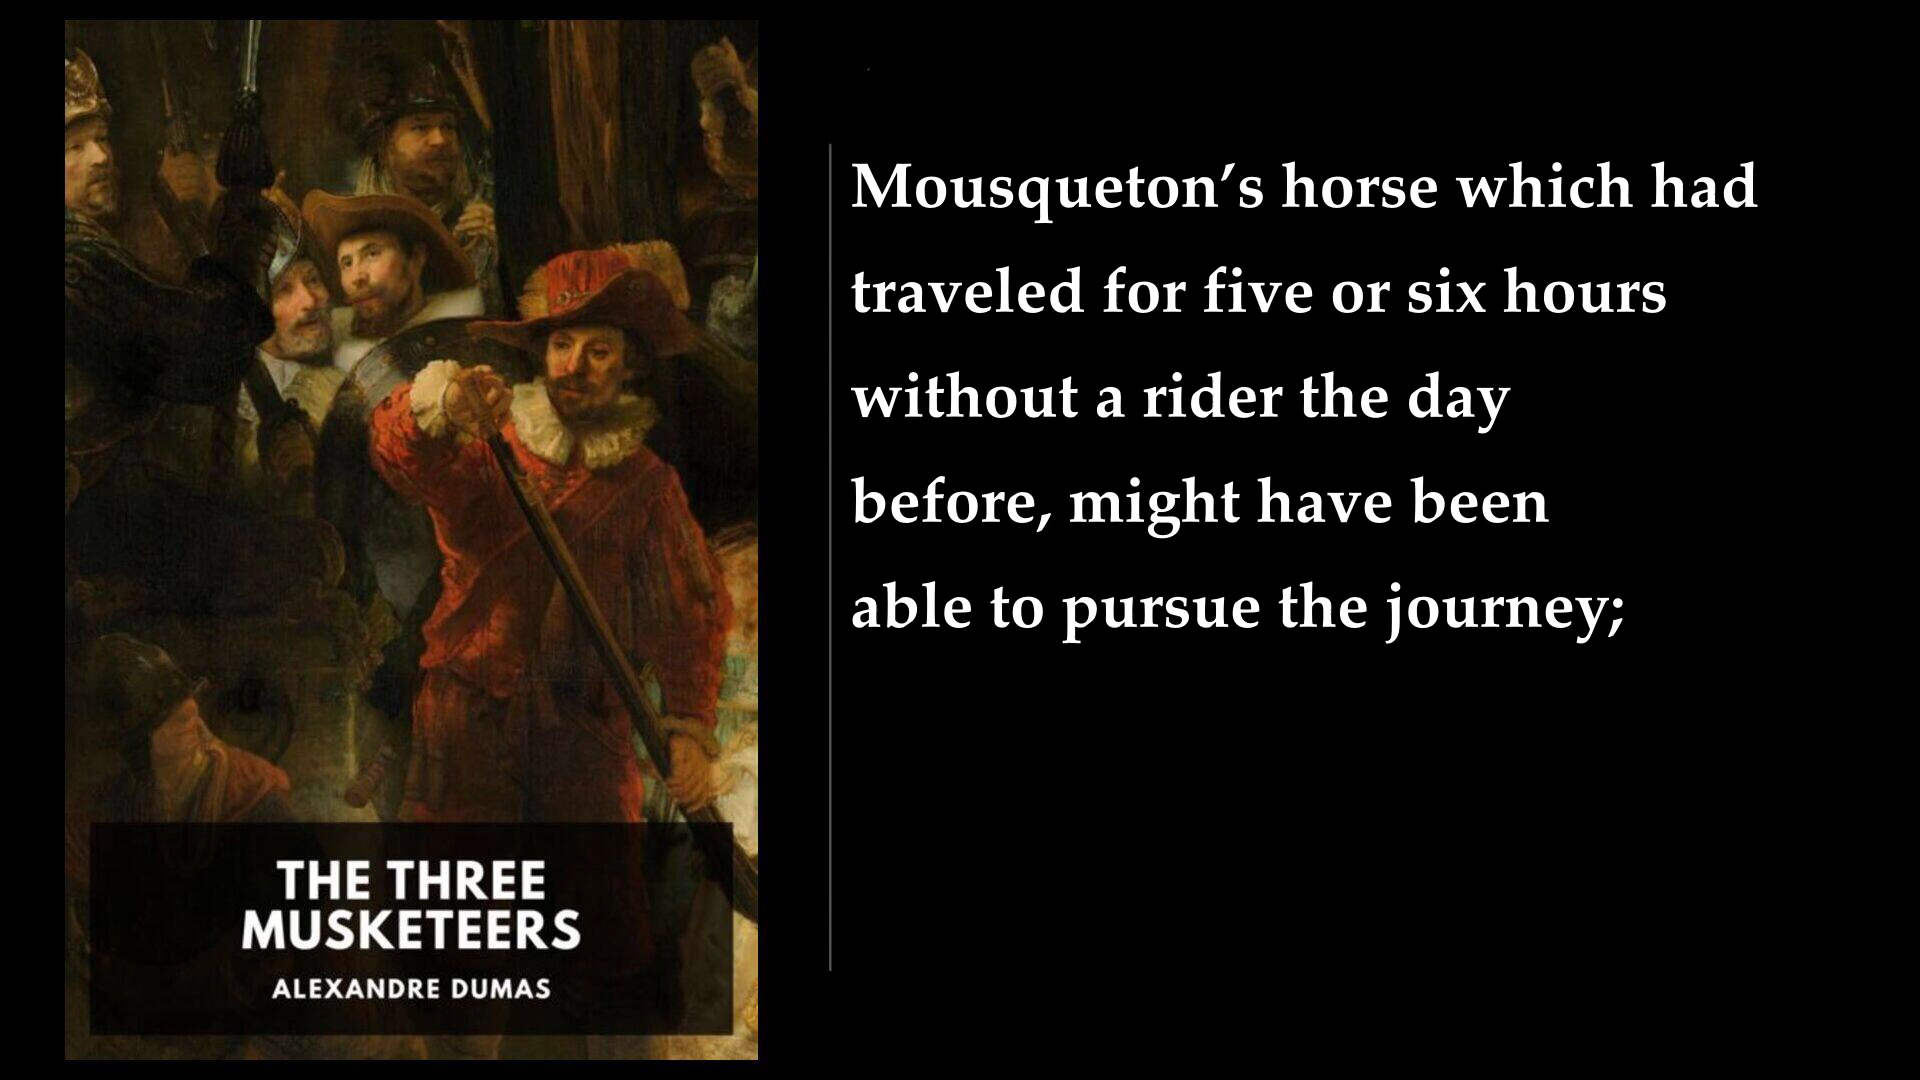 Mousqueton’s horse which had
traveled for five or six hours
without a rider the day
before, might have been
able to pursue the journey;
THE THREE
MUSKETEERS
ALEXANDRE DUMAS